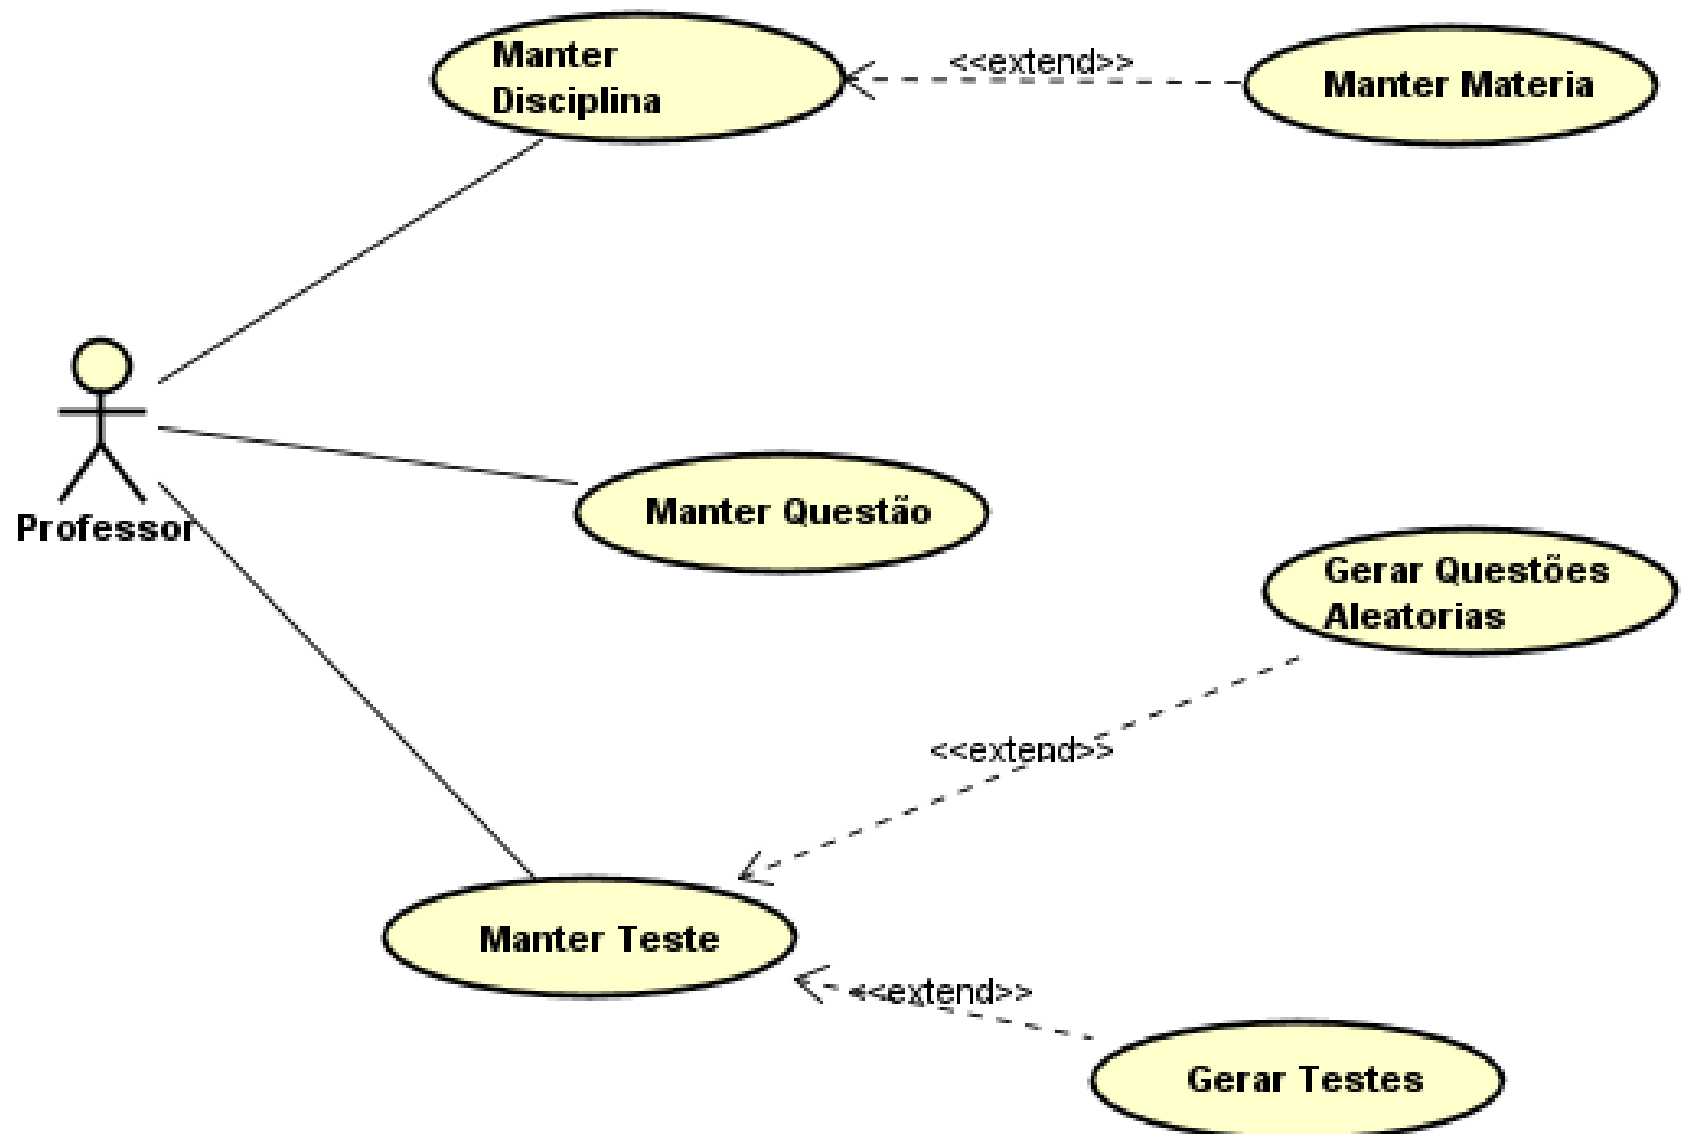 Manter
Disciplina
<<extend>>
Manter Materia
Professor
Manter Questão
Gerar Questões
Aleatorias
<<extend>>
Manter Teste
<<extend>>
Gerar Testes